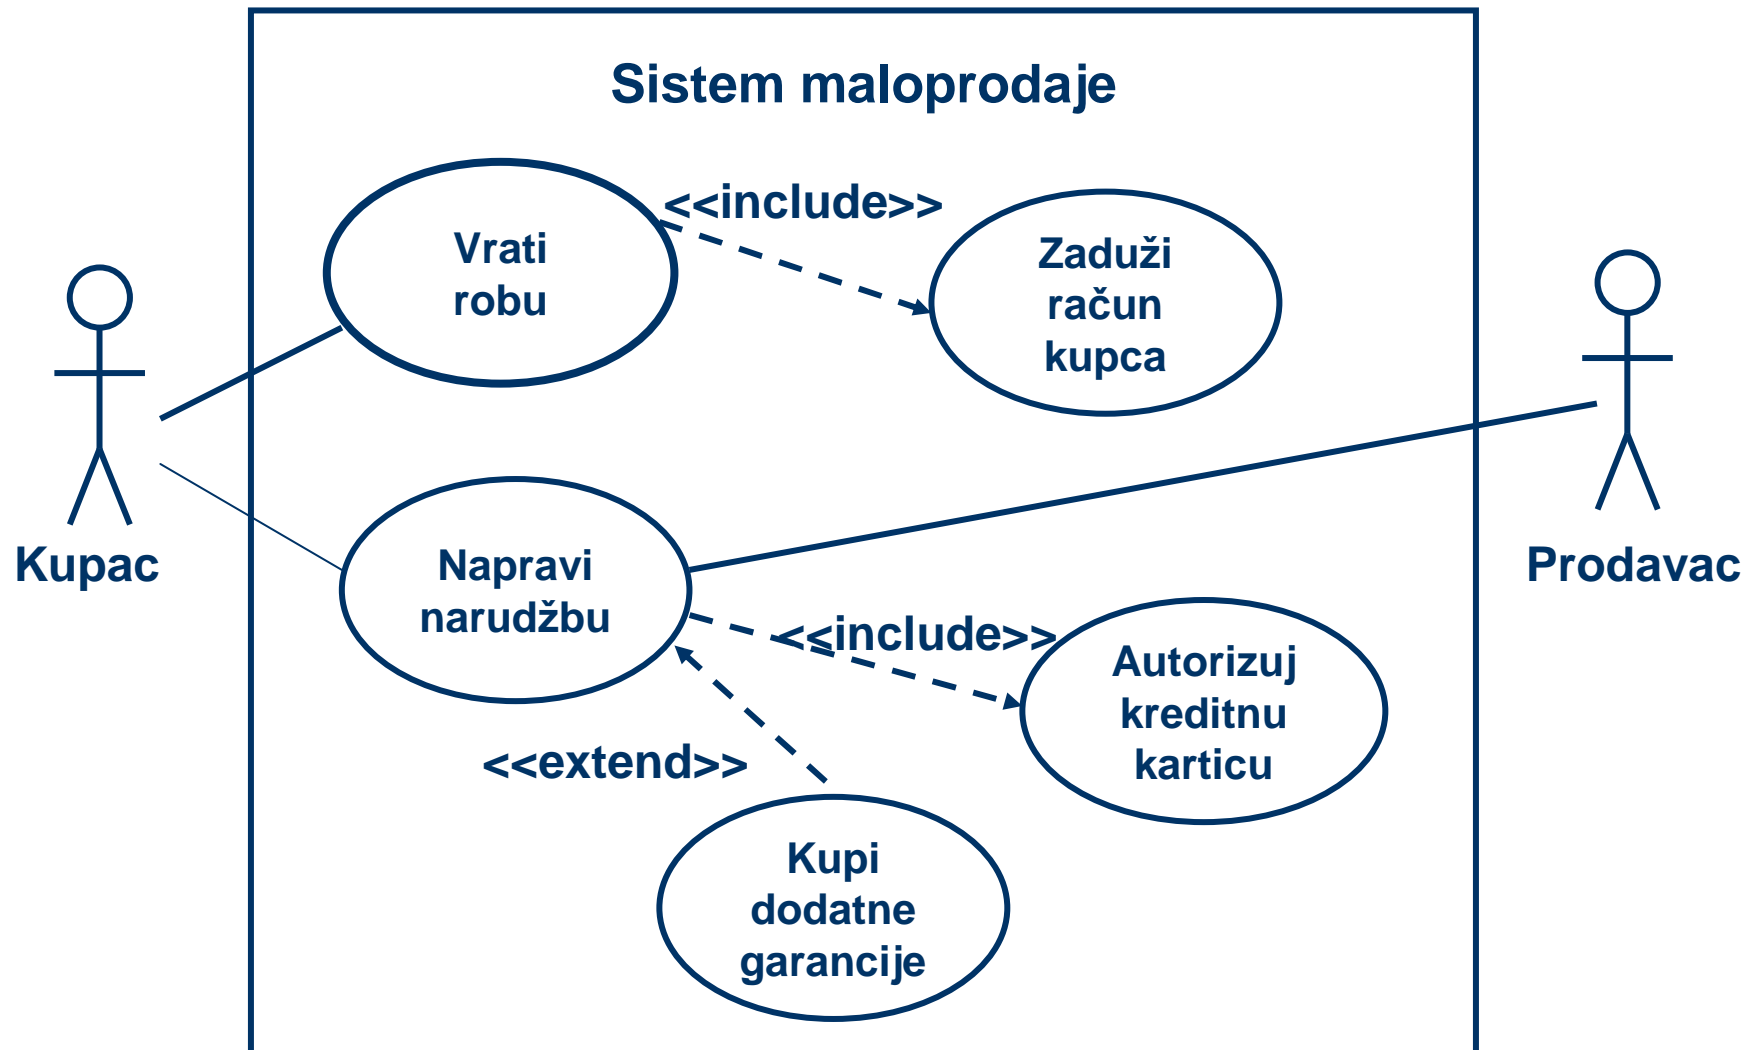 Sistem maloprodaje
<<include>>
Vrati
robu
Zaduži
račun
kupca
Kupac
Prodavac
Napravi
narudžbu
<<include>>
Autorizuj
kreditnu
karticu
<<extend>>
Kupi
dodatne
garancije